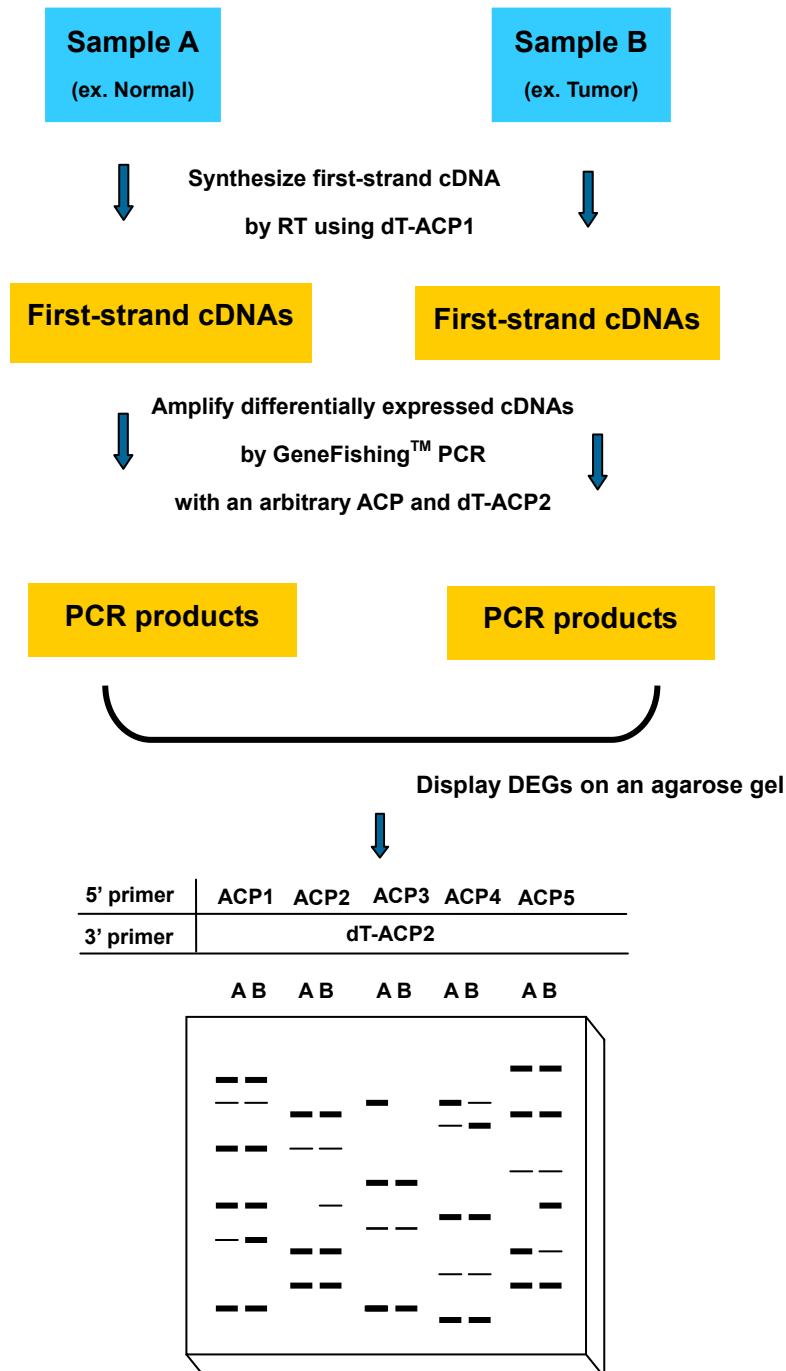 Sample A
(ex. Normal)
Sample B
(ex. Tumor)
Synthesize first-strand cDNA
by RT using dT-ACP1
First-strand cDNAs
First-strand cDNAs
Amplify differentially expressed cDNAs
by GeneFishing™ PCR
with an arbitrary ACP and dT-ACP2
PCR products
PCR products
Display DEGs on an agarose gel
5’ primer ACP1 ACP2 ACP3 ACP4 ACP5
3’ primer dT-ACP2
A B A B A B A B A B